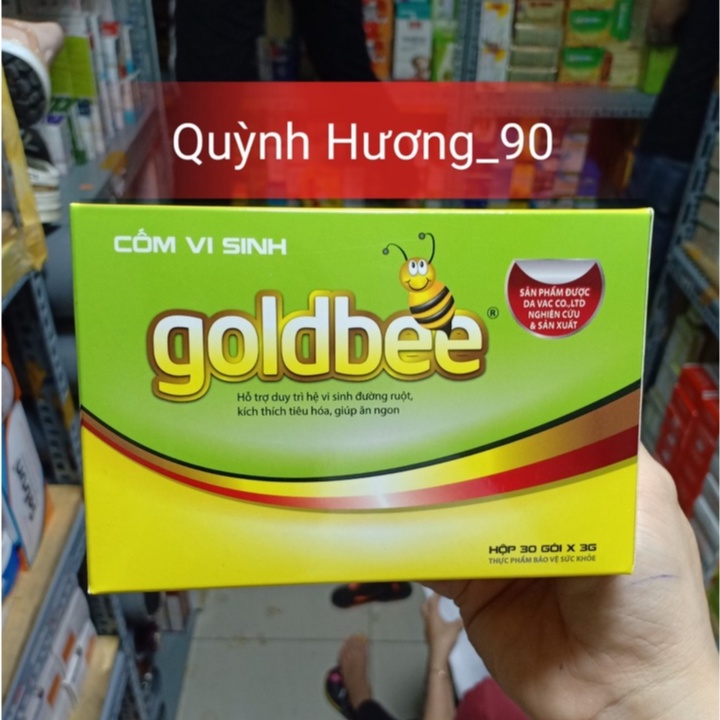 Quỳnh Hương_90
CỐM VI SINH
goldbee®
SẢN PHẨM ĐƯỢC
DA VAC CO.,LTD
NGHIÊN CỨU
& SẢN XUẤT
Hỗ trợ duy trì hệ vi sinh đường ruột,
kích thích tiêu hóa, giúp ăn ngon
HỘP 30 GÓI X 3G
THỰC PHẨM BẢO VỆ SỨC KHỎE